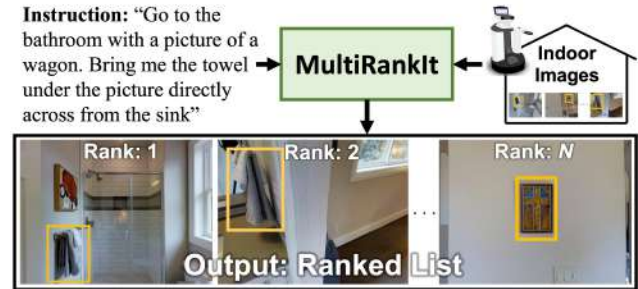 Instruction: “Go to the
bathroom with a picture of a
wagon. Bring me the towel
under the picture directly
across from the sink”
MultiRankIt
Indoor
Images
Rank: 1
Rank: 2
...
Rank: N
Output: Ranked List